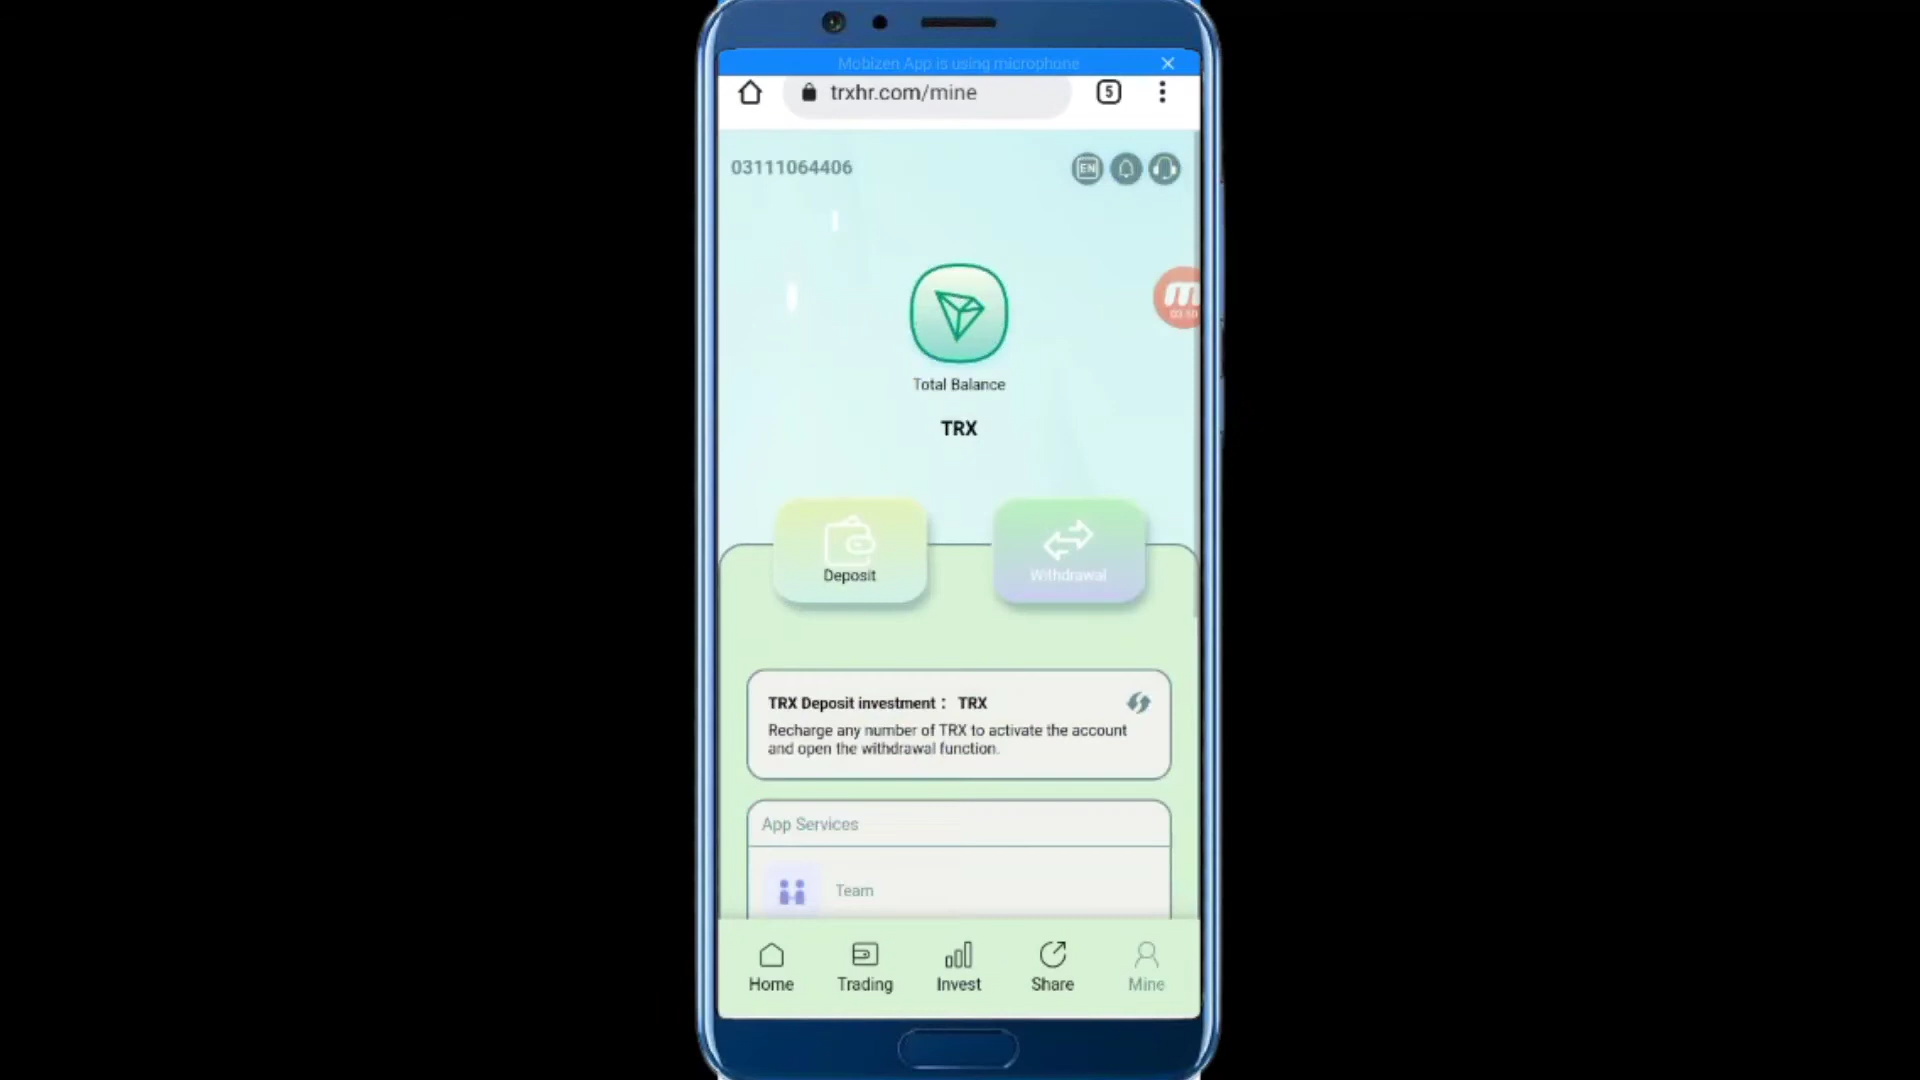 Mobizen App is using microphone
trxhr.com/mine
5
03111064406
EN
m
Total Balance
TRX
Deposit
Withdrawal
TRX Deposit investment : TRX
Recharge any number of TRX to activate the account
and open the withdrawal function.
App Services
Team
Home
Trading
Invest
Share
Mine